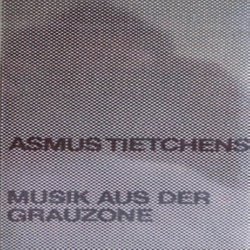 ASMUS TIETCHENS
MUSIK AUS DER
GRAUZONE